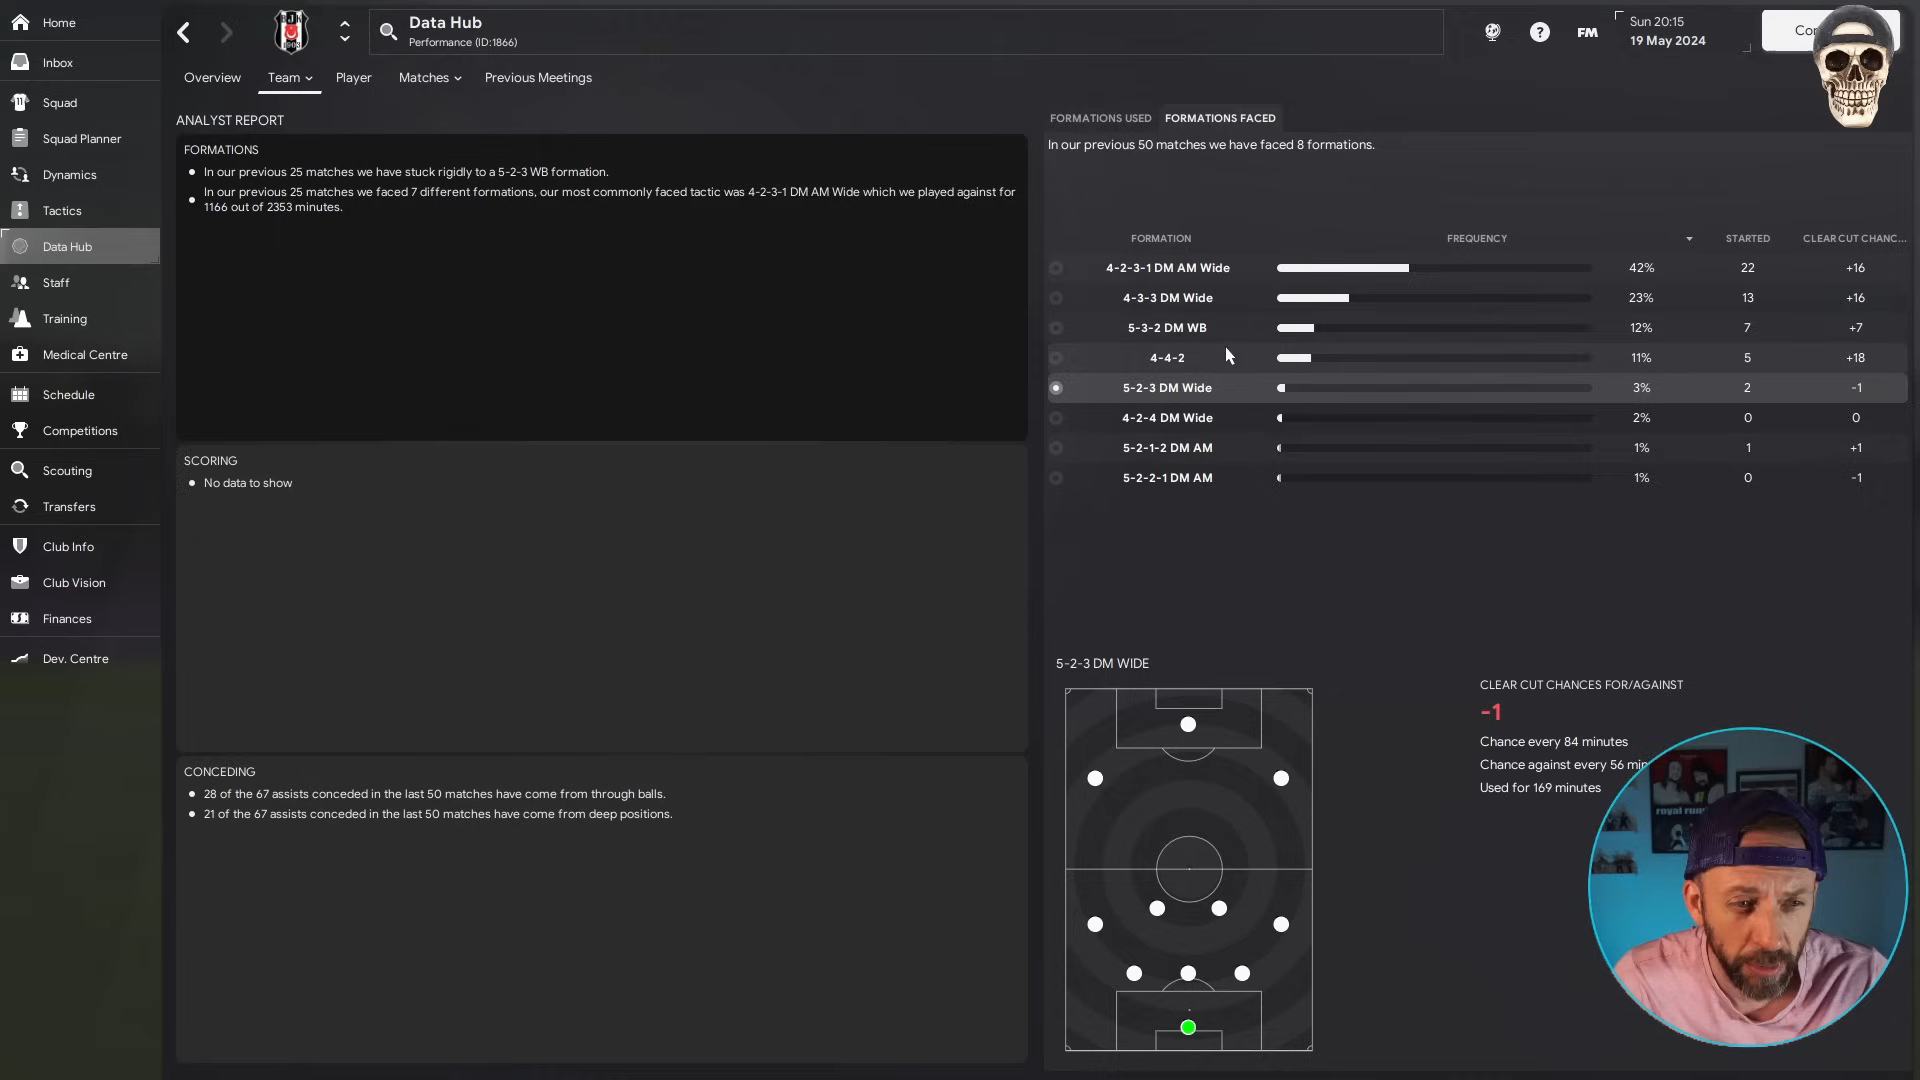 Home
Inbox
Squad
Squad Planner
Dynamics
Tactics
Data Hub
Staff
Training
Medical Centre
Schedule
Competitions
Scouting
Transfers
Club Info
Club Vision
Finances
Dev. Centre
Data Hub
Performance (ID:1866)
?
FM
Sun 20:15
19 May 2024
Overview
Team
Player
Matches
Previous Meetings
ANALYST REPORT
FORMATIONS
In our previous 25 matches we have stuck rigidly to a 5-2-3 WB formation.
In our previous 25 matches we faced 7 different formations, our most commonly faced tactic was 4-2-3-1 DM AM Wide which we played against for
1166 out of 2353 minutes.
SCORING
No data to show
CONCEDING
28 of the 67 assists conceded in the last 50 matches have come from through balls.
21 of the 67 assists conceded in the last 50 matches have come from deep positions.
FORMATIONS USED FORMATIONS FACED
In our previous 50 matches we have faced 8 formations.
FORMATION FREQUENCY STARTED CLEAR CUT CHANC...
4-2-3-1 DM AM Wide 42% 22 +16
4-3-3 DM Wide 23% 13 +16
5-3-2 DM WB 12% 7 +7
4-4-2 11% 5 +18
5-2-3 DM Wide 3% 2 -1
4-2-4 DM Wide 2% 0 0
5-2-1-2 DM AM 1% 1 +1
5-2-2-1 DM AM 1% 0 -1
5-2-3 DM WIDE
CLEAR CUT CHANCES FOR/AGAINST
-1
Chance every 84 minutes
Chance against every 56 min
Used for 169 minutes